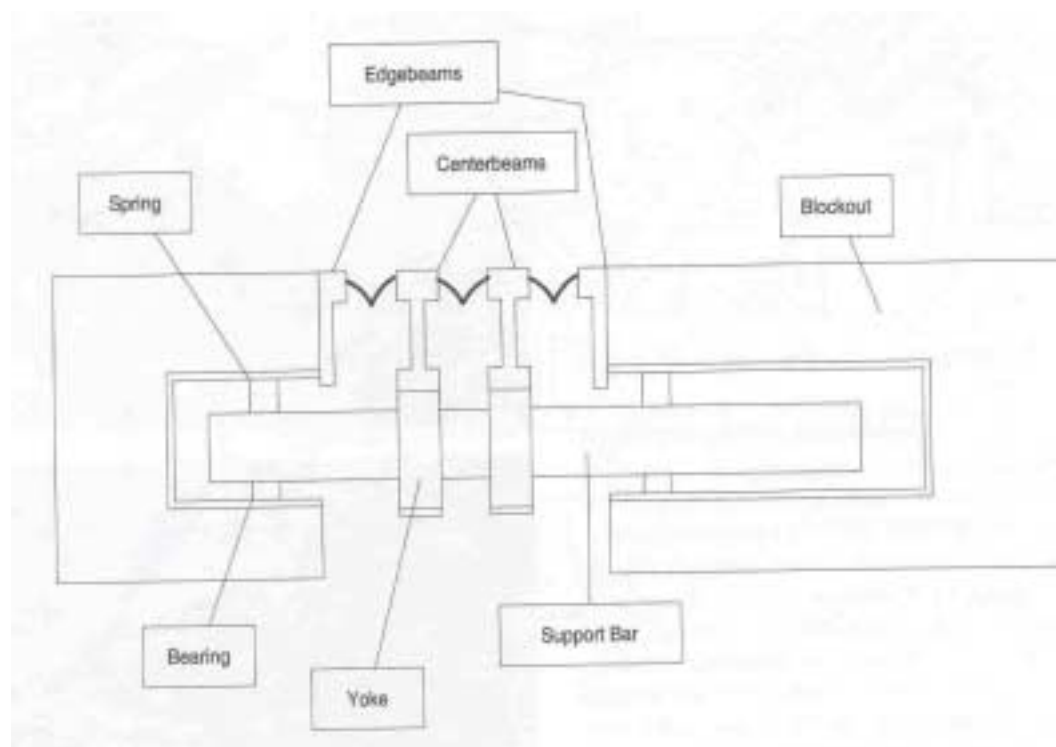 Edgebeams
Centerbeams
Spring
Blockout
Support Bar
Bearing
Yoke